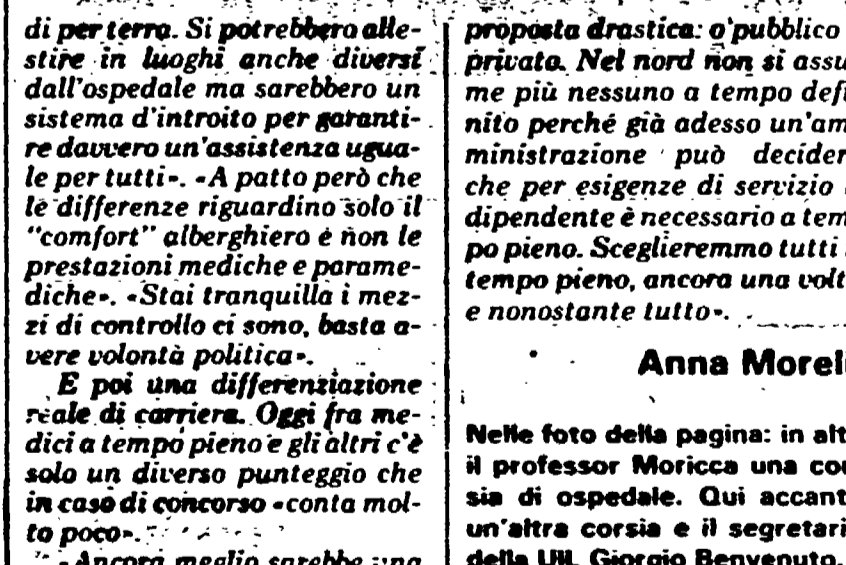 di per terra. Si potrebbero alle-
stire in luoghi anche diversi
dall'ospedale ma sarebbero un
sistema d'introito per garanti-
re davvero un'assistenza ugua-
le per tutti». «A patto però che
le differenze riguardino solo il
"comfort" alberghiero e non le
prestazioni mediche e parame-
diche». «Stai tranquilla i mez-
zi di controllo ci sono, basta a-
vere volontà politica».
E poi una differenziazione
reale di carriera. Oggi fra me-
dici a tempo pieno e gli altri c'è
solo un diverso punteggio che
in caso di concorso «conta mol-
to poco».
«Ancora meglio sarebbe una
proposta drastica: o pubblico
privato. Nel nord non si assu
me più nessuno a tempo defi
nito perché già adesso un'am
ministrazione può decider
che per esigenze di servizio
dipendente è necessario a tem
po pieno. Sceglieremmo tutti
tempo pieno, ancora una volt
e nonostante tutto».
Anna Morel
Nelle foto della pagina: in alt
il professor Moricca una co
sia di ospedale. Qui accant
un'altra corsia e il segretari
della UIL Giorgio Benvenuto.